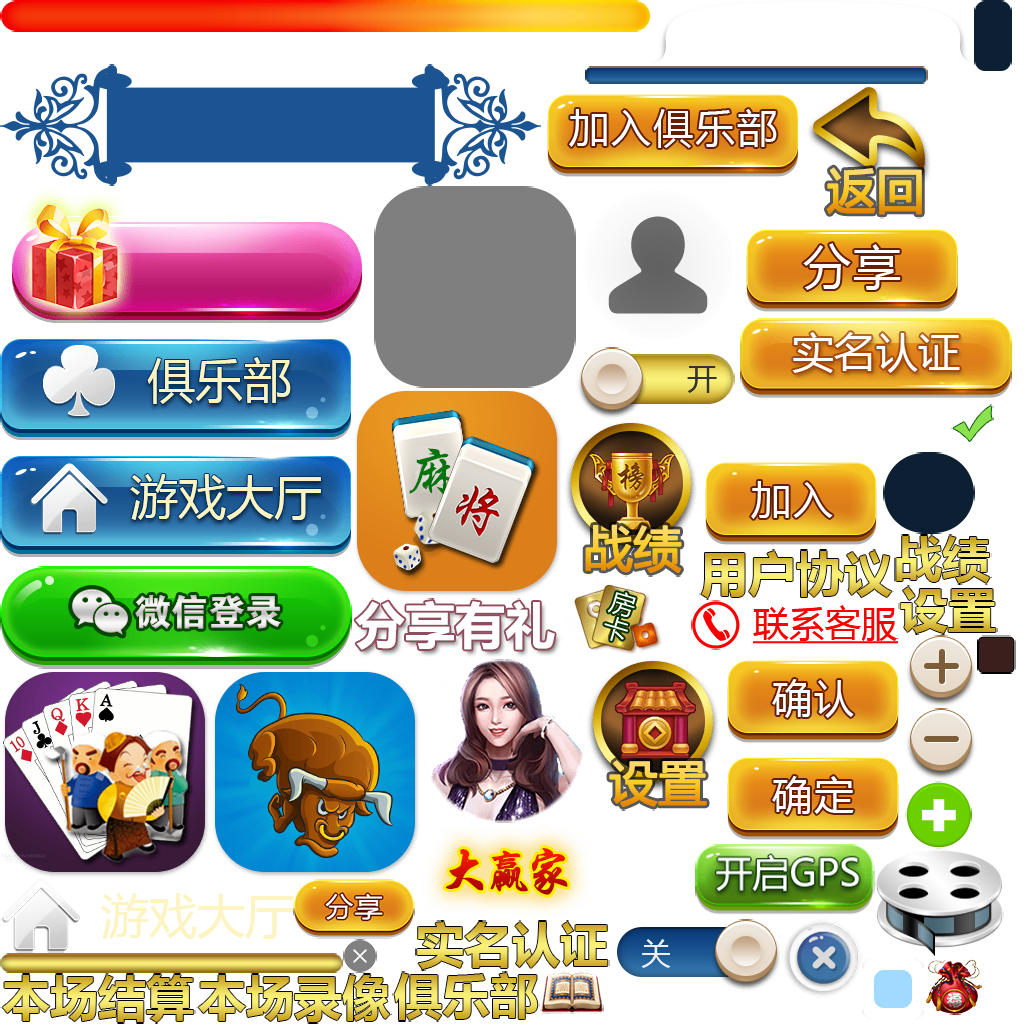 加入俱乐部
返回
分享
实名认证
俱乐部
开
麻
将
榜
战绩
加入
游戏大厅
用户协议
战绩
设置
房卡
联系客服
微信登录
分享有礼
10 J Q K A
确认
设置
确定
大赢家
开启GPS
游戏大厅
分享
实名认证
关
本场结算
本场录像
俱乐部